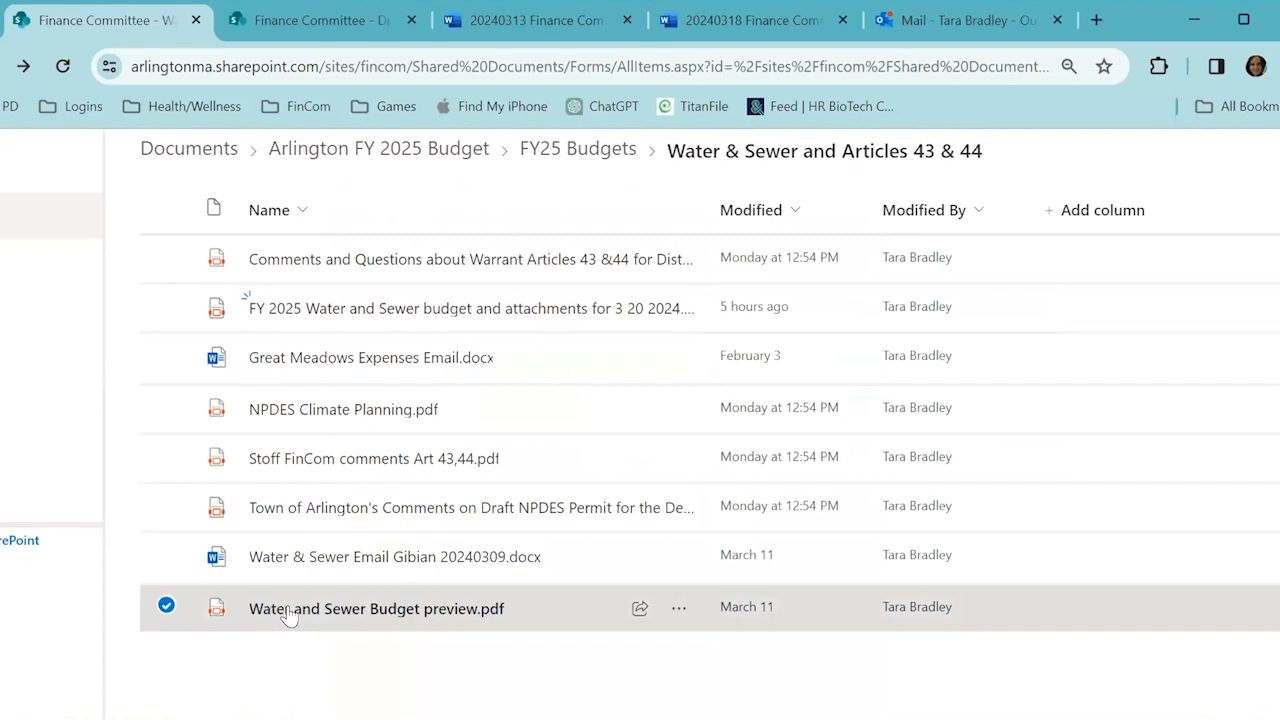 Finance Committee - W
Finance Committee - D
20240313 Finance Com
20240318 Finance Comm
Mail - Tara Bradley - Ou
arlingtonma.sharepoint.com/sites/fincom/Shared%20Documents/Forms/AllItems.aspx?id=%2Fsites%2Ffincom%2FShared%20Document...
PD
Logins
Health/Wellness
FinCom
Games
Find My iPhone
ChatGPT
TitanFile
Feed | HR BioTech C...
All Bookm
Documents > Arlington FY 2025 Budget > FY25 Budgets > Water & Sewer and Articles 43 & 44
Name Modified Modified By + Add column
Comments and Questions about Warrant Articles 43 &44 for Dist... Monday at 12:54 PM Tara Bradley
FY 2025 Water and Sewer budget and attachments for 3 20 2024.... 5 hours ago Tara Bradley
Great Meadows Expenses Email.docx February 3 Tara Bradley
NPDES Climate Planning.pdf Monday at 12:54 PM Tara Bradley
Stoff FinCom comments Art 43,44.pdf Monday at 12:54 PM Tara Bradley
Town of Arlington's Comments on Draft NPDES Permit for the De... Monday at 12:54 PM Tara Bradley
rePoint
Water & Sewer Email Gibian 20240309.docx March 11 Tara Bradley
Water and Sewer Budget preview.pdf ... March 11 Tara Bradley